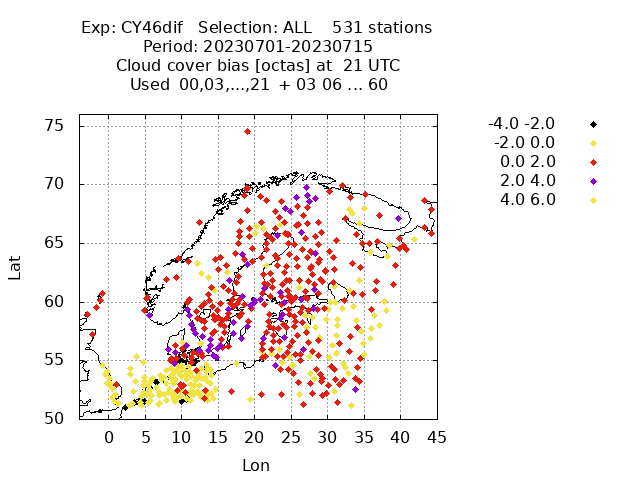 Exp: CY46dif   Selection: ALL    531 stations
Period: 20230701-20230715
Cloud cover bias [octas] at  21 UTC
Used  00,03,...,21  + 03 06 ... 60
-4.0 -2.0
-2.0 0.0
0.0 2.0
2.0 4.0
4.0 6.0
75
70
65
60
55
50
Lat
0 5 10 15 20 25 30 35 40 45
Lon